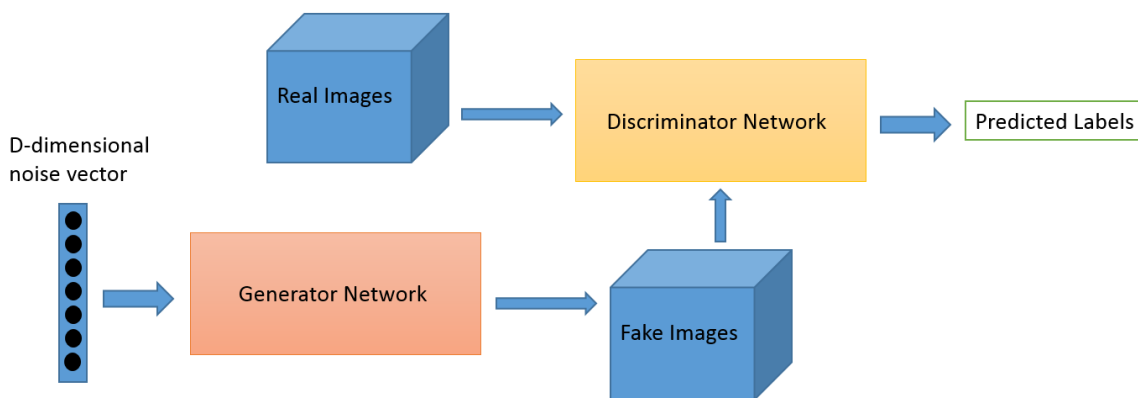 Real Images
Discriminator Network
Predicted Labels
D-dimensional
noise vector
Generator Network
Fake Images